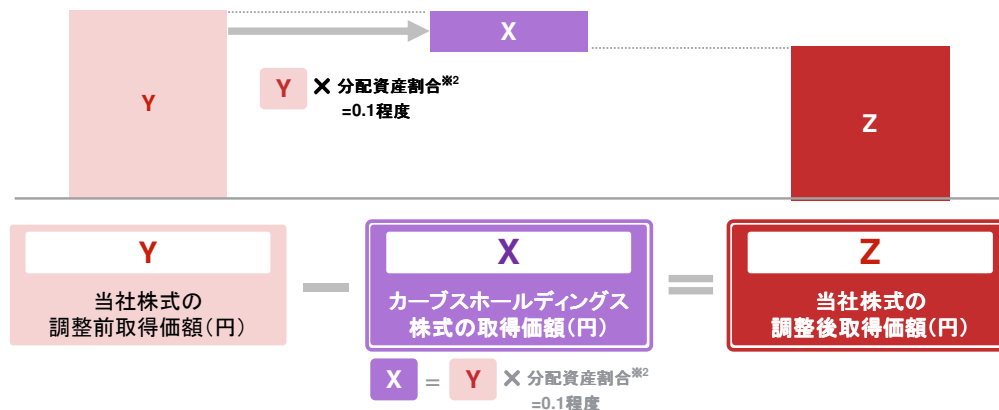 Y
X
Z
Y × 分配資産割合※2
=0.1程度
Y
当社株式の
調整前取得価額(円)
X
カーブスホールディングス
株式の取得価額(円)
Z
当社株式の
調整後取得価額(円)
X = Y × 分配資産割合※2
=0.1程度